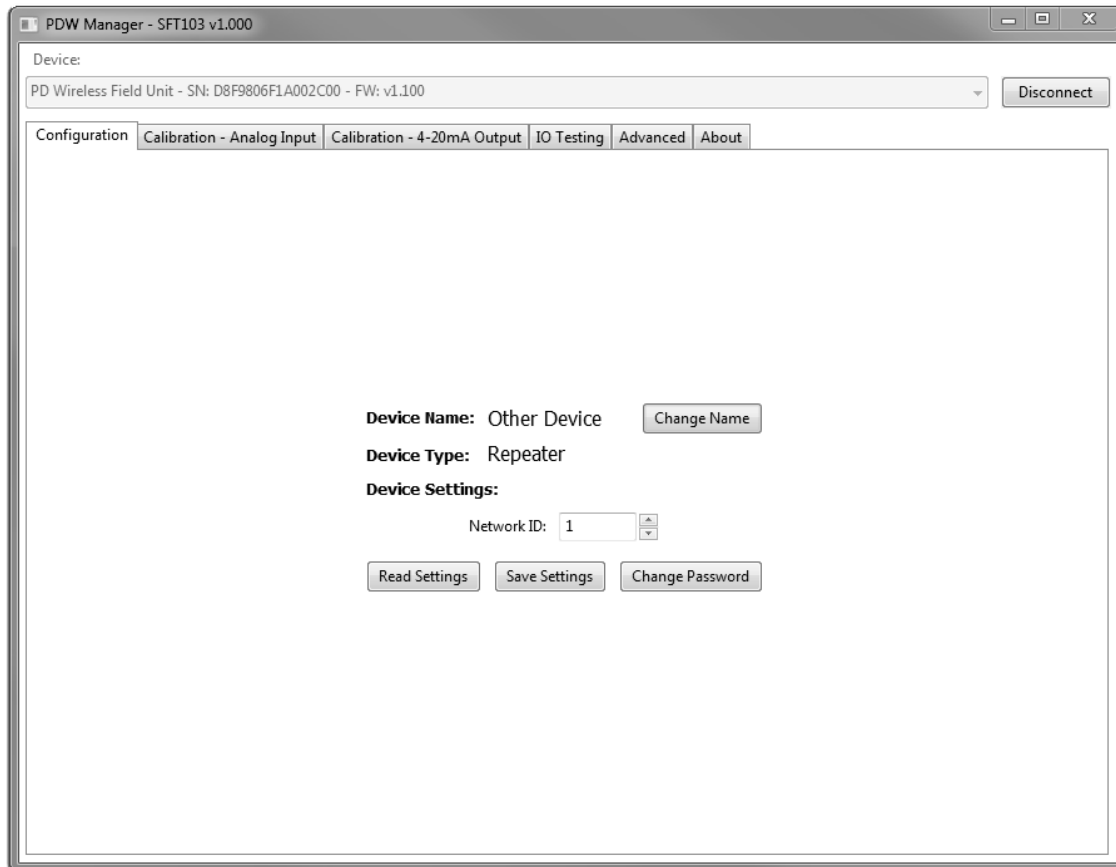 PDW Manager - SFT103 v1.000
Device:
PD Wireless Field Unit - SN: D8F9806F1A002C00 - FW: v1.100 Disconnect
Configuration Calibration - Analog Input Calibration - 4-20mA Output IO Testing Advanced About
Device Name: Other Device Change Name
Device Type: Repeater
Device Settings:
Network ID: 1
Read Settings Save Settings Change Password